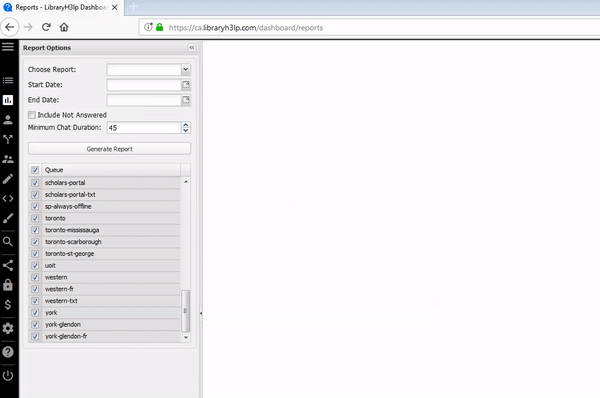 Reports - LibraryH3lp Dashboa
https://ca.libraryh3lp.com/dashboard/reports
Report Options
Choose Report:
Start Date:
End Date:
Include Not Answered
Minimum Chat Duration: 45
Generate Report
Queue
scholars-portal
scholars-portal-txt
sp-always-offline
toronto
toronto-mississauga
toronto-scarborough
toronto-st-george
uoit
western
western-fr
western-txt
york
york-glendon
york-glendon-fr